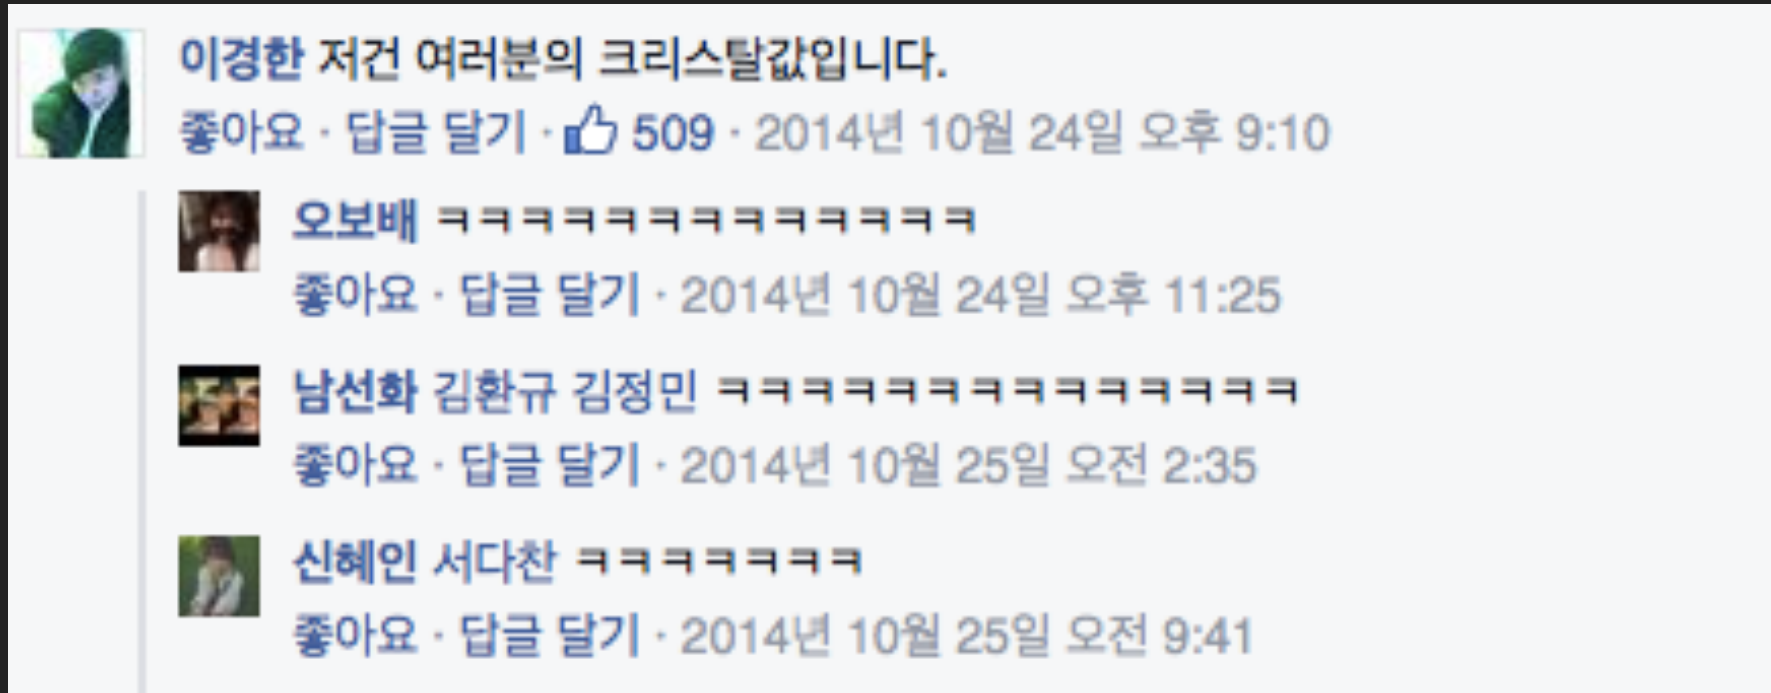 이경한 저건 여러분의 크리스탈값입니다.
좋아요 · 답글 달기 · 509 · 2014년 10월 24일 오후 9:10
오보배 ㅋㅋㅋㅋㅋㅋㅋㅋㅋㅋㅋㅋㅋ
좋아요 · 답글 달기 · 2014년 10월 24일 오후 11:25
남선화 김환규 김정민 ㅋㅋㅋㅋㅋㅋㅋㅋㅋㅋㅋㅋㅋㅋ
좋아요 · 답글 달기 · 2014년 10월 25일 오전 2:35
신혜인 서다찬 ㅋㅋㅋㅋㅋㅋㅋ
좋아요 · 답글 달기 · 2014년 10월 25일 오전 9:41